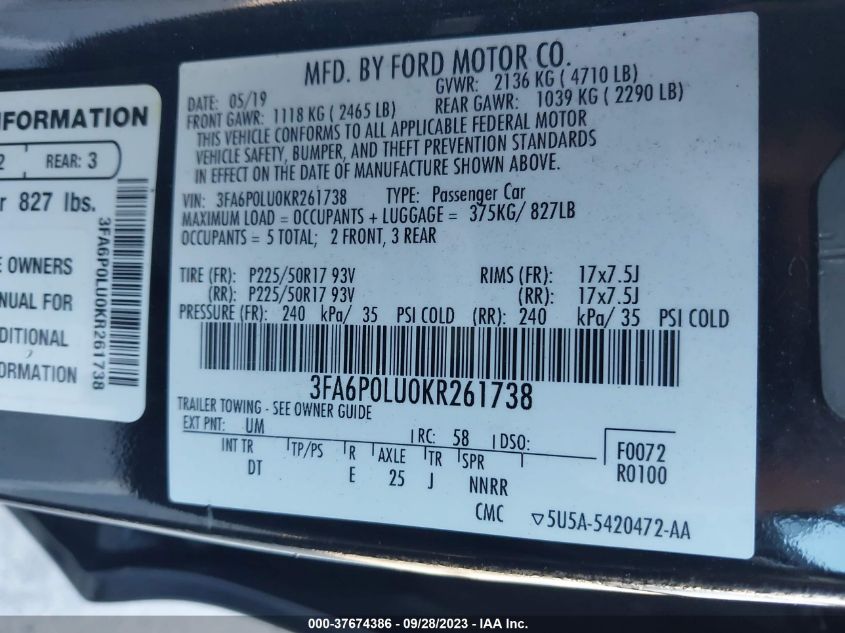 NFORMATION
2 REAR: 3
r 827 lbs.
3FA6P0LU0KR261738
E OWNERS
ANUAL FOR
DDITIONAL
ORMATION
MFD. BY FORD MOTOR CO.
DATE: 05/19 GVWR: 2136 KG ( 4710 LB)
FRONT GAWR: 1118 KG ( 2465 LB) REAR GAWR: 1039 KG ( 2290 LB)
THIS VEHICLE CONFORMS TO ALL APPLICABLE FEDERAL MOTOR
VEHICLE SAFETY, BUMPER, AND THEFT PREVENTION STANDARDS
IN EFFECT ON THE DATE OF MANUFACTURE SHOWN ABOVE.
VIN: 3FA6P0LU0KR261738 TYPE: Passenger Car
MAXIMUM LOAD = OCCUPANTS + LUGGAGE = 375KG/ 827LB
OCCUPANTS = 5 TOTAL; 2 FRONT, 3 REAR
TIRE (FR): P225/50R17 93V RIMS (FR): 17x7.5J
(RR): P225/50R17 93V (RR): 17x7.5J
PRESSURE (FR): 240 kPa/ 35 PSI COLD (RR): 240 kPa/ 35 PSI COLD
3FA6P0LU0KR261738
TRAILER TOWING - SEE OWNER GUIDE
EXT PNT: UM RC: 58 DSO: F0072
INT TR TP/PS R AXLE TR SPR R0100
DT E 25 J NNRR
CMC ▽5U5A-5420472-AA
000-37674386 - 09/28/2023 - IAA Inc.